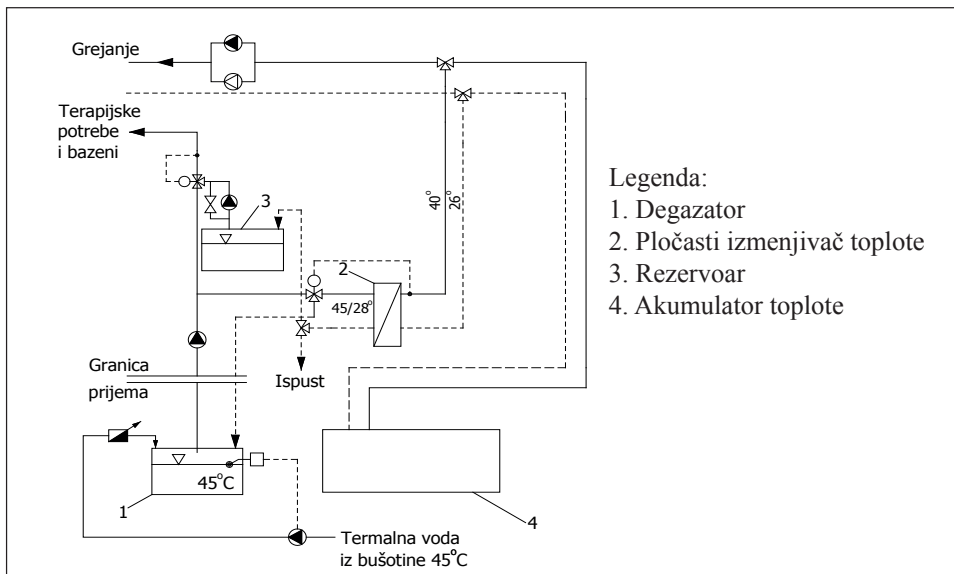 Grejanje
Terapijske
potrebe
i bazeni
3
40°
26°
2
45/28°
Granica
prijema
Ispust
45°C
1
4
Termalna voda
iz bušotine 45°C
Legenda:
1. Degazator
2. Pločasti izmenjivač toplote
3. Rezervoar
4. Akumulator toplote